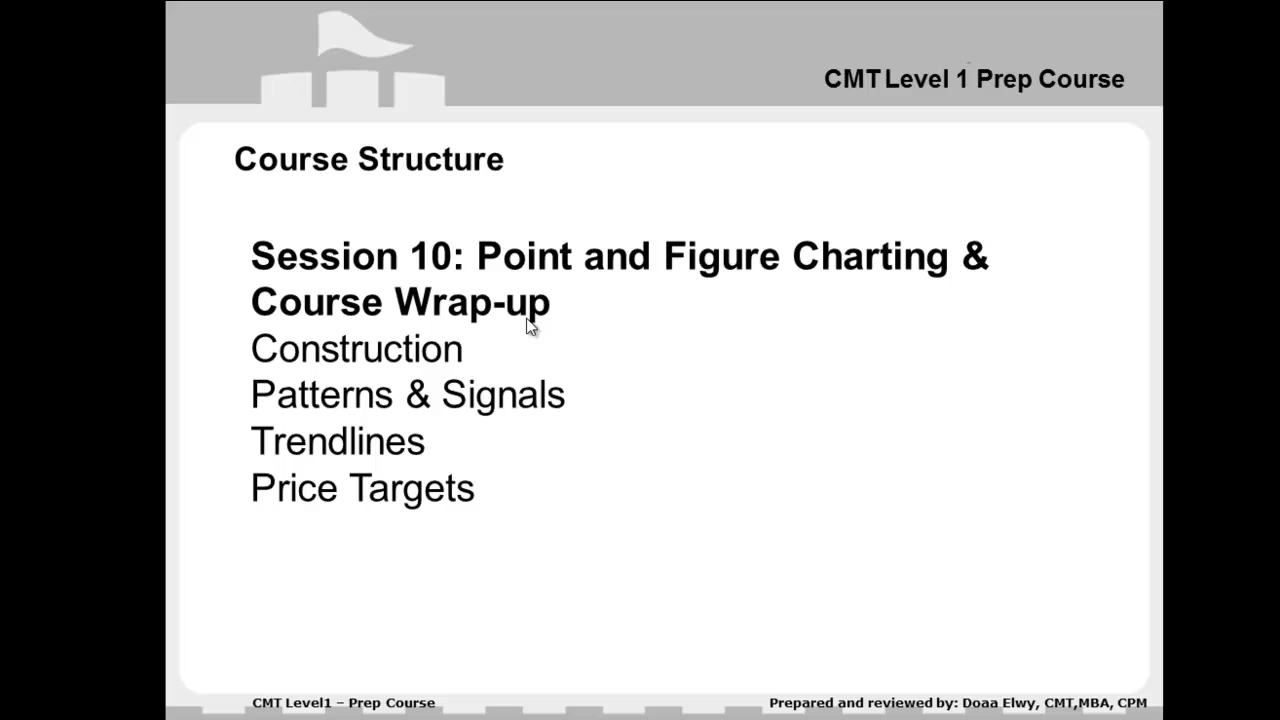 CMT Level 1 Prep Course
Course Structure
Session 10: Point and Figure Charting &
Course Wrap-up
Construction
Patterns & Signals
Trendlines
Price Targets
CMT Level1 – Prep Course
Prepared and reviewed by: Doaa Elwy, CMT,MBA, CPM